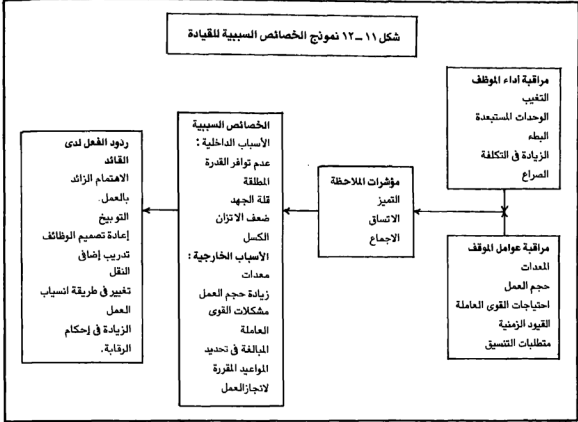 شكل ١١ــ١٢ نموذج الخصائص السببية للقيادة
مراقبة أداء الموظف
التغيب
الوحدات المستبعدة
البطء
الزيادة فى التكلفة
الصراع
مراقبة عوامل الموقف
المعدات
حجم العمل
احتياجات القوى العاملة
القيود الزمنية
متطلبات التنسيق
مؤشرات الملاحظة
التميز
الاتساق
الاجماع
الخصائص السببية
الأسباب الداخلية :
عدم توافر القدرة
المطلقة
قلة الجهد
ضعف الاتزان
الكسل
الأسباب الخارجية :
معدات
زيادة حجم العمل
مشكلات القوى
العاملة
المبالغة فى تحديد
المواعيد المقررة
لانجاز العمل
ردود الفعل لدى
القائد
الاهتمام الزائد
بالعمل.
التوبيخ
إعادة تصميم الوظائف
تدريب إضافى
النقل
تغيير فى طريقة انسياب
العمل
الزيادة فى إحكام
الرقابة.